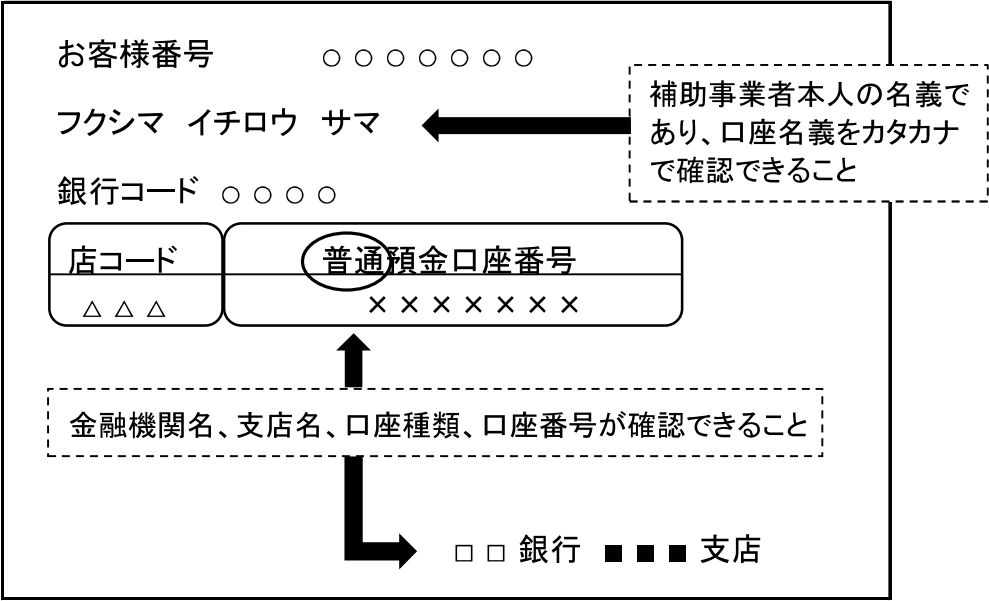 お客様番号 ○○○○○○○
補助事業者本人の名義で
あり、口座名義をカタカナ
で確認できること
フクシマ イチロウ サマ
銀行コード ○○○○
店コード 普通預金口座番号
△△△ ×××××××
金融機関名、支店名、口座種類、口座番号が確認できること
□□銀行 ■■■支店